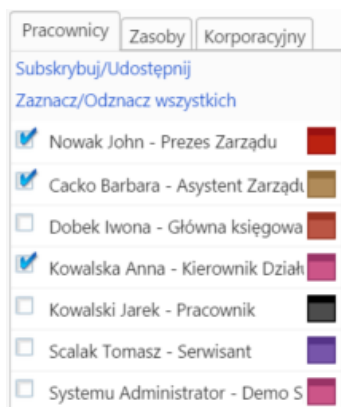 Pracownicy Zasoby Korporacyjny
Subskrybuj/Udostępnij
Zaznacz/Odznacz wszystkich
Nowak John - Prezes Zarządu
Cacko Barbara - Asystent Zarządu
Dobek Iwona - Główna księgowa
Kowalska Anna - Kierownik Działu
Kowalski Jarek - Pracownik
Scalak Tomasz - Serwisant
Systemu Administrator - Demo S